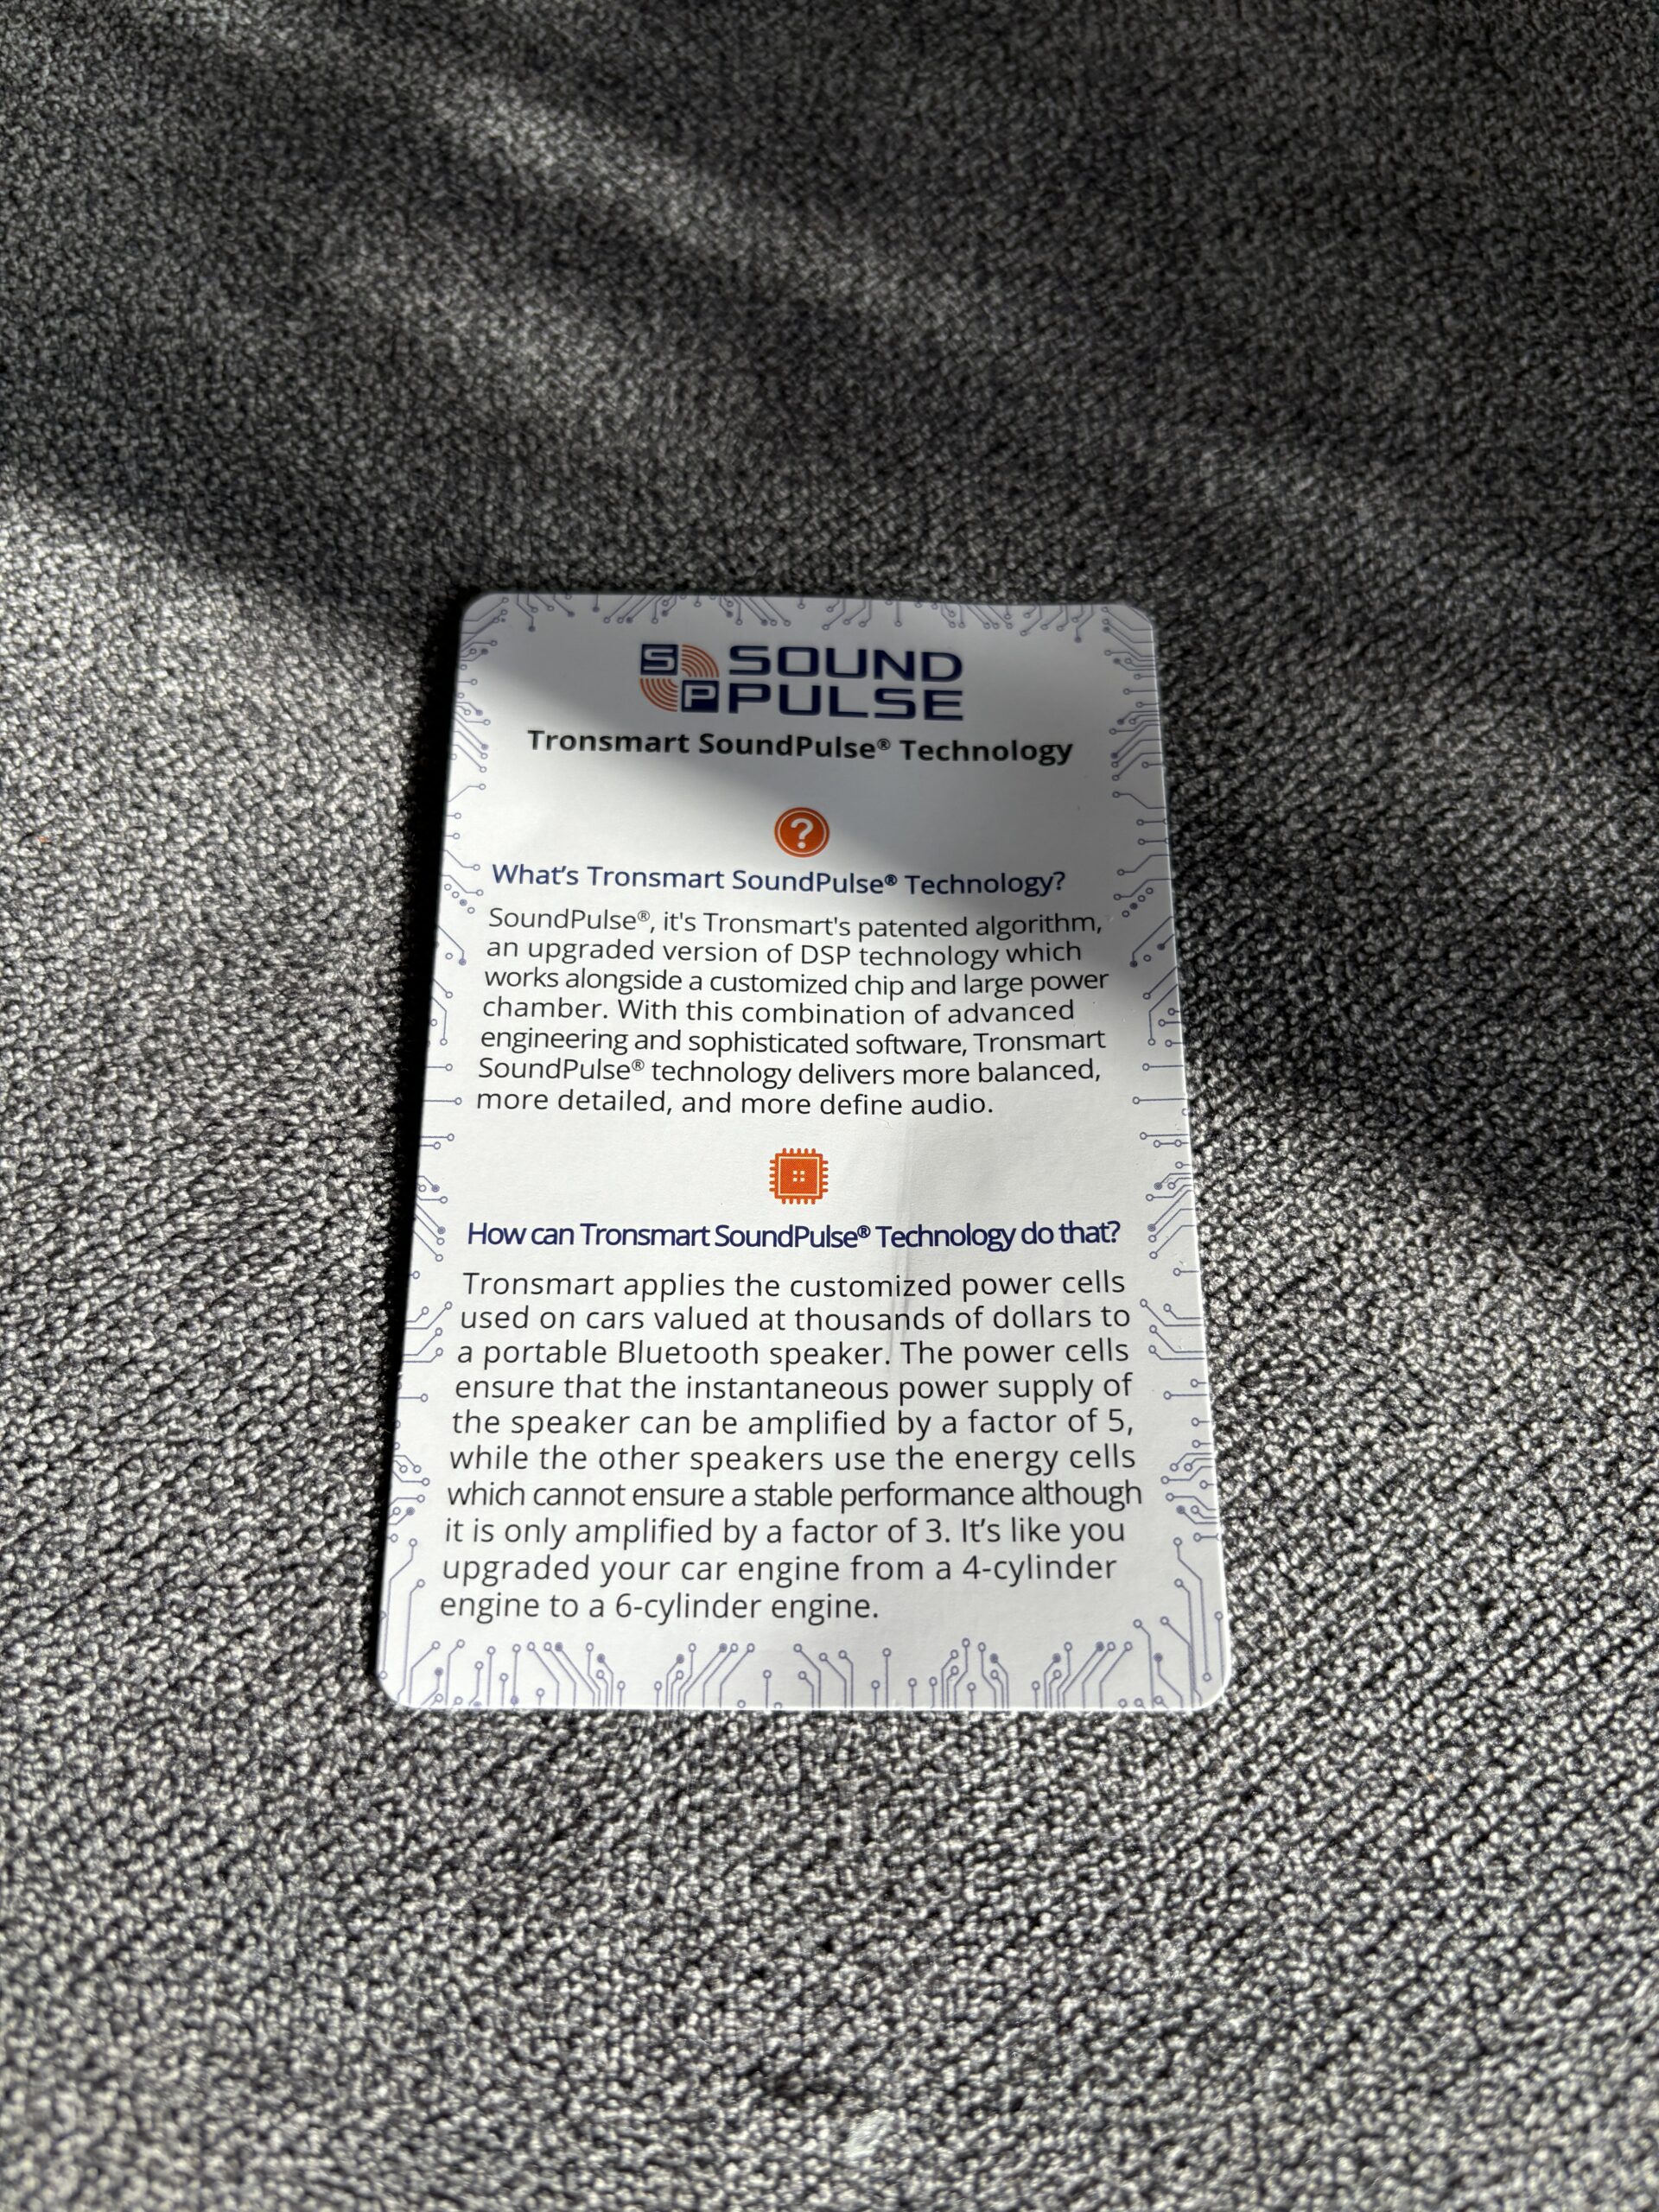 S P SOUND
PULSE
Tronsmart SoundPulse® Technology
?
What's Tronsmart SoundPulse® Technology?
SoundPulse®, it's Tronsmart's patented algorithm,
an upgraded version of DSP technology which
works alongside a customized chip and large power
chamber. With this combination of advanced
engineering and sophisticated software, Tronsmart
SoundPulse® technology delivers more balanced,
more detailed, and more define audio.
How can Tronsmart SoundPulse® Technology do that?
Tronsmart applies the customized power cells
used on cars valued at thousands of dollars to
a portable Bluetooth speaker. The power cells
ensure that the instantaneous power supply of
the speaker can be amplified by a factor of 5,
while the other speakers use the energy cells
which cannot ensure a stable performance although
it is only amplified by a factor of 3. It's like you
upgraded your car engine from a 4-cylinder
engine to a 6-cylinder engine.